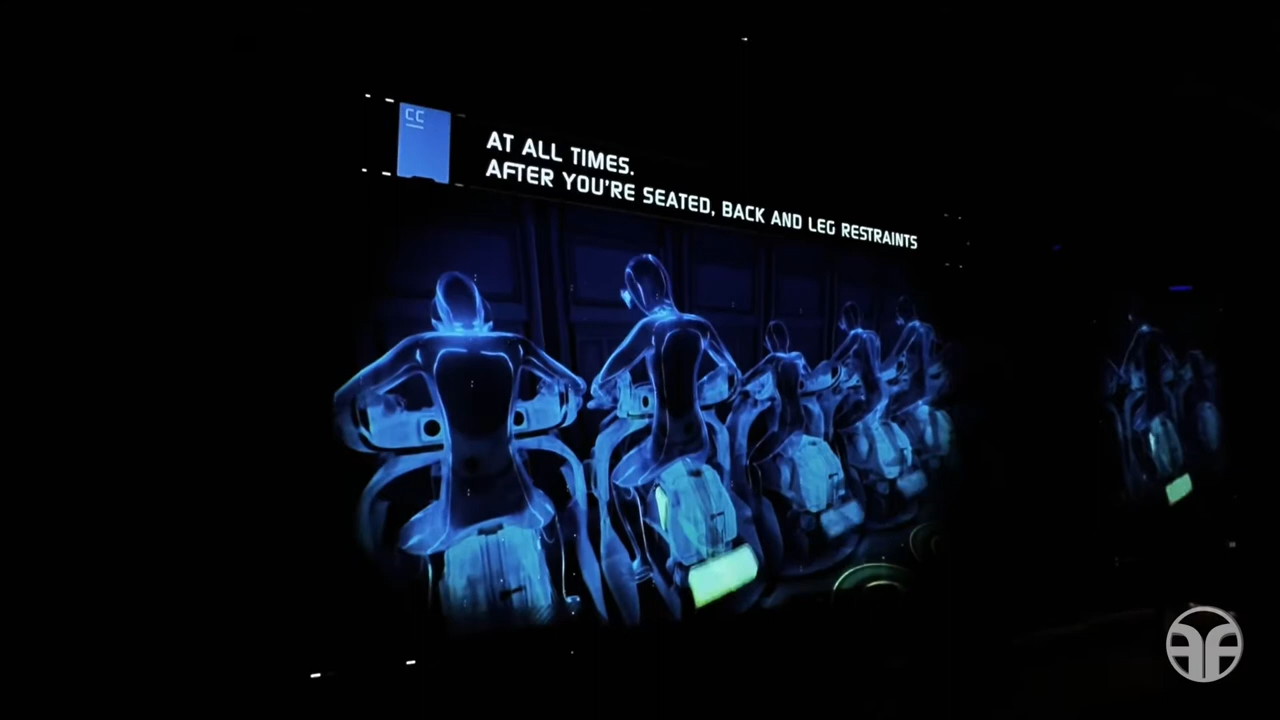 CC
AT ALL TIMES.
AFTER YOU'RE SEATED, BACK AND LEG RESTRAINTS